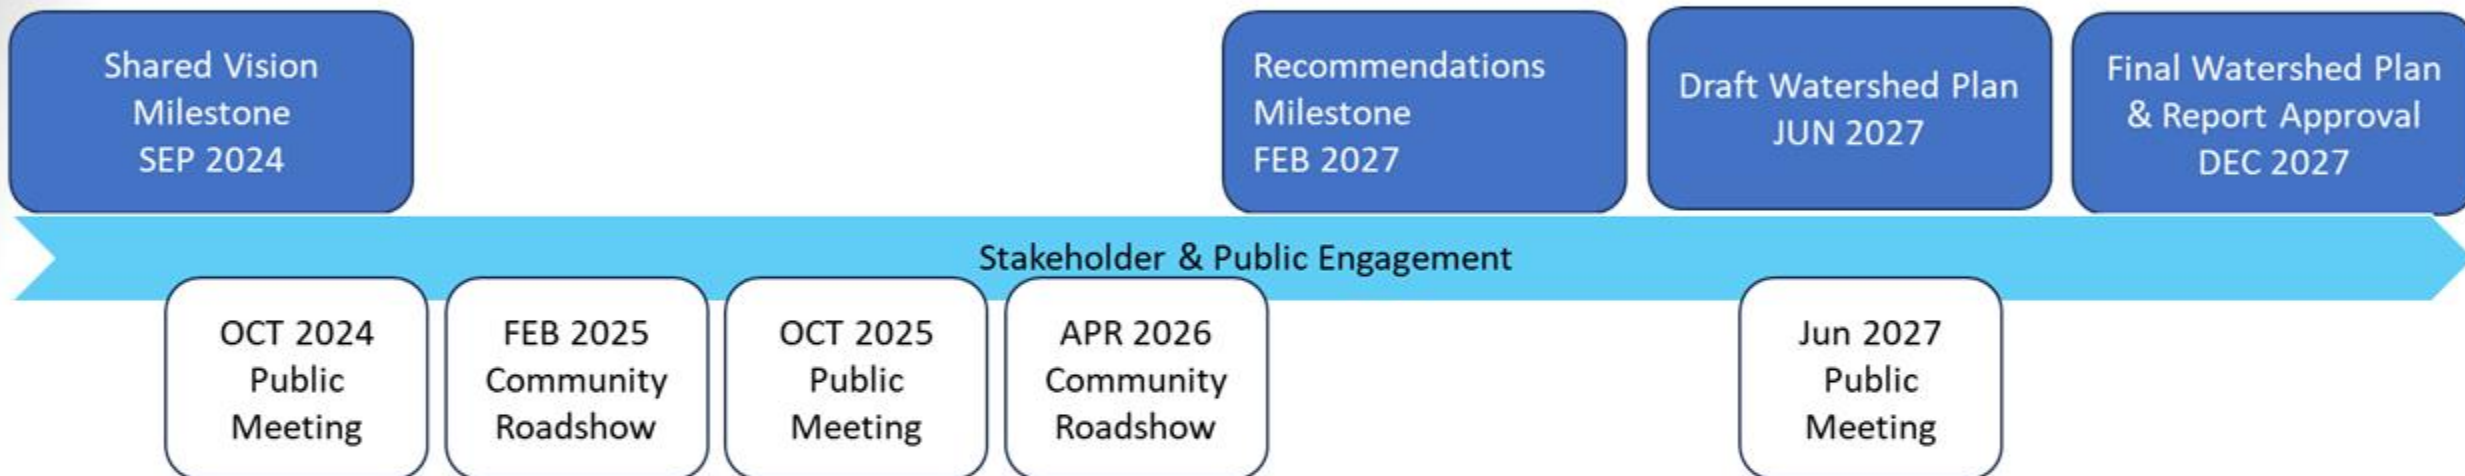 Shared Vision
Milestone
SEP 2024
Recommendations
Milestone
FEB 2027
Draft Watershed Plan
JUN 2027
Final Watershed Plan
& Report Approval
DEC 2027
Stakeholder & Public Engagement
OCT 2024
Public
Meeting
FEB 2025
Community
Roadshow
OCT 2025
Public
Meeting
APR 2026
Community
Roadshow
Jun 2027
Public
Meeting